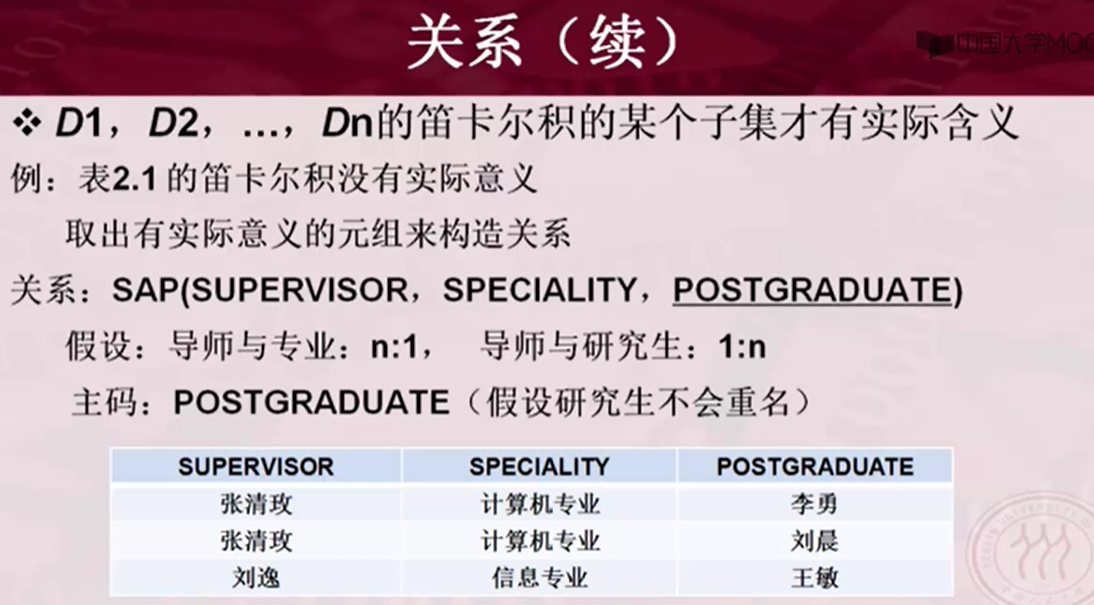 关系（续）
中国大学MOO
❖ D1，D2，…，Dn的笛卡尔积的某个子集才有实际含义
例：表2.1 的笛卡尔积没有实际意义
取出有实际意义的元组来构造关系
关系：SAP(SUPERVISOR，SPECIALITY，POSTGRADUATE)
假设：导师与专业：n:1， 导师与研究生：1:n
主码：POSTGRADUATE（假设研究生不会重名）
SUPERVISOR SPECIALITY POSTGRADUATE
张清玫 计算机专业 李勇
张清玫 计算机专业 刘晨
刘逸 信息专业 王敏